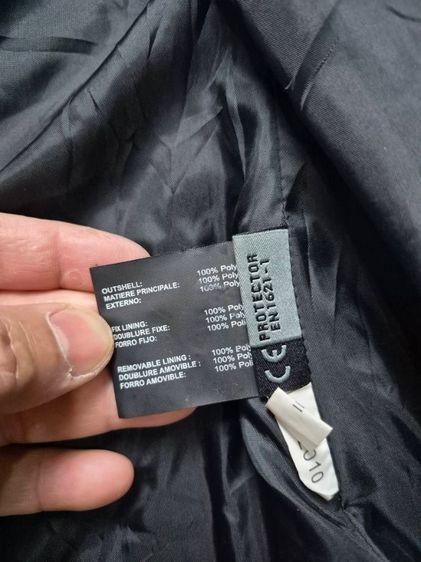 OUTSHELL: 100% Poly
MATIERE PRINCIPALE: 100% Poly
EXTERNO: 100% Poly
FIX LINING: 100% Poly
DOUBLURE FIXE: 100% Poly
FORRO FIJO: 100% Poly
REMOVABLE LINING : 100% Poly
DOUBLURE AMOVIBLE : 100% Poly
FORRO AMOVIBLE: 100% Poly
PROTECTOR
EN1621-1
CE
010